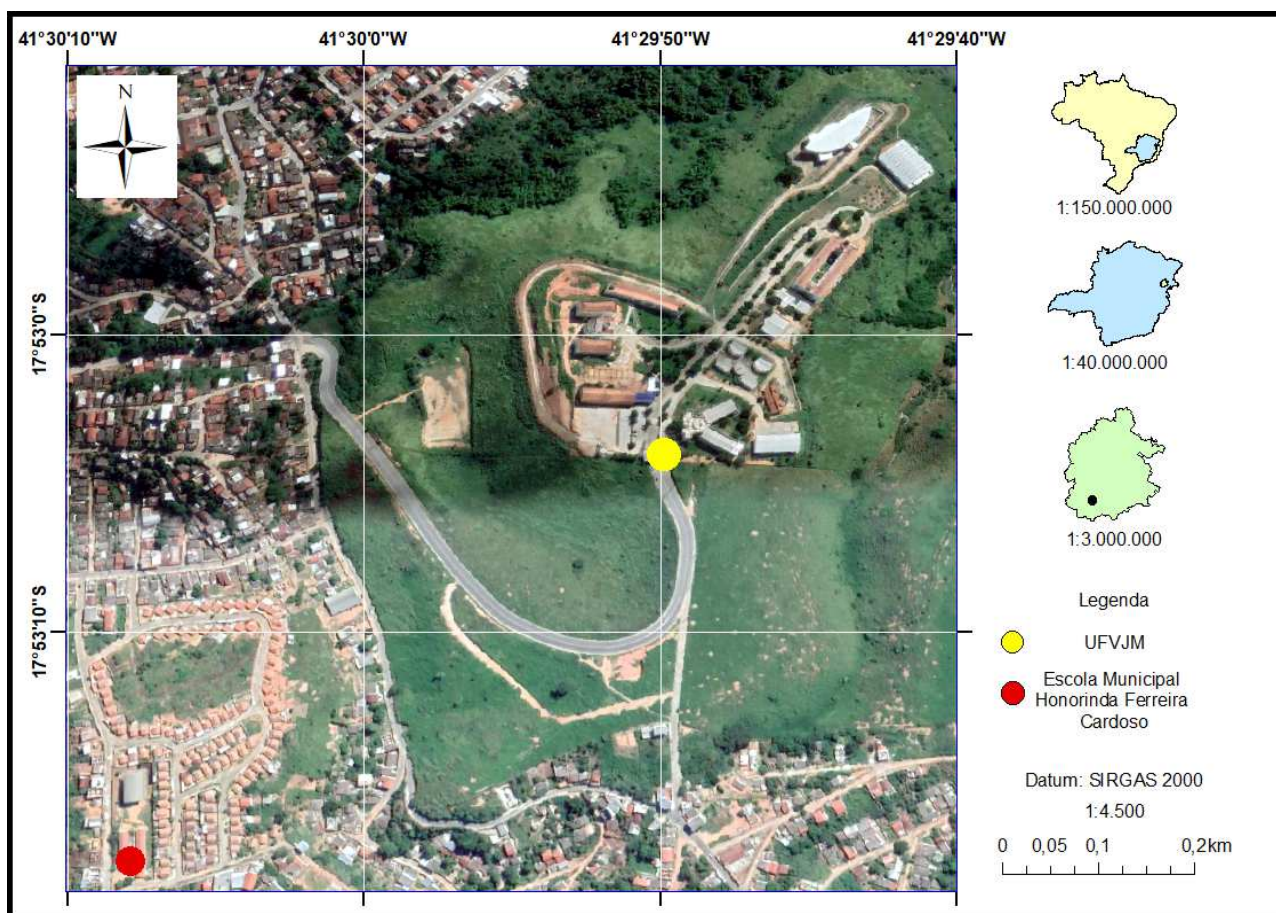 41°30'10"W
41°30'0"W
41°29'50"W
41°29'40"W
N
17°53'0"S
17°53'10"S
1:150.000.000
1:40.000.000
1:3.000.000
Legenda
UFVJM
Escola Municipal
Honorinda Ferreira
Cardoso
Datum: SIRGAS 2000
1:4.500
0 0,05 0,1 0,2km